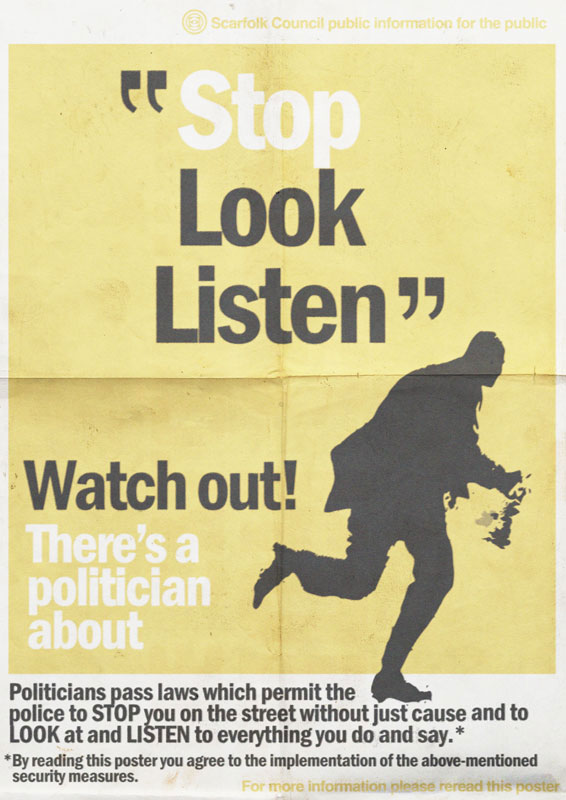 Scarfolk Council public information for the public
"Stop
Look
Listen"
Watch out!
There's a
politician
about
Politicians pass laws which permit the
police to STOP you on the street without just cause and to
LOOK at and LISTEN to everything you do and say.*
*By reading this poster you agree to the implementation of the above-mentioned
security measures.
For more information please reread this poster